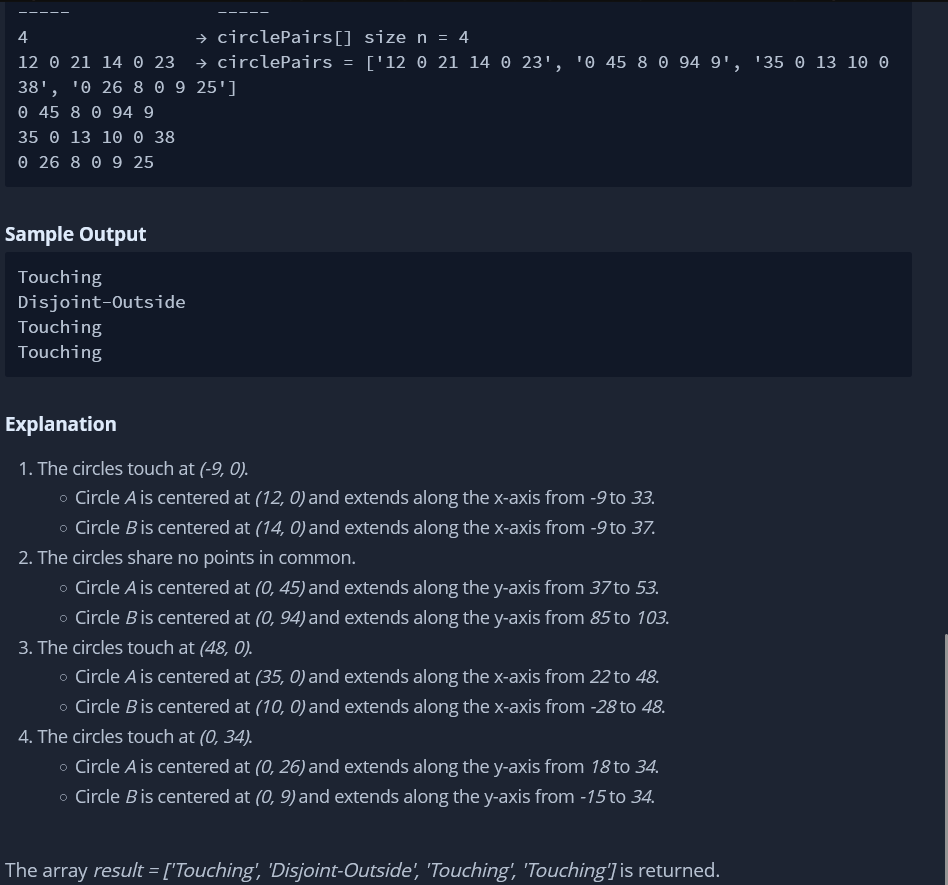 -----                 -----
4                   → circlePairs[] size n = 4
12 0 21 14 0 23  → circlePairs = ['12 0 21 14 0 23', '0 45 8 0 94 9', '35 0 13 10 0
38', '0 26 8 0 9 25']
0 45 8 0 94 9
35 0 13 10 0 38
0 26 8 0 9 25
Sample Output
Touching
Disjoint-Outside
Touching
Touching
Explanation
1. The circles touch at (-9, 0).
○ Circle A is centered at (12, 0) and extends along the x-axis from -9 to 33.
○ Circle B is centered at (14, 0) and extends along the x-axis from -9 to 37.
2. The circles share no points in common.
○ Circle A is centered at (0, 45) and extends along the y-axis from 37 to 53.
○ Circle B is centered at (0, 94) and extends along the y-axis from 85 to 103.
3. The circles touch at (48, 0).
○ Circle A is centered at (35, 0) and extends along the x-axis from 22 to 48.
○ Circle B is centered at (10, 0) and extends along the x-axis from -28 to 48.
4. The circles touch at (0, 34).
○ Circle A is centered at (0, 26) and extends along the y-axis from 18 to 34.
○ Circle B is centered at (0, 9) and extends along the y-axis from -15 to 34.
The array result = ['Touching', 'Disjoint-Outside', 'Touching', 'Touching'] is returned.